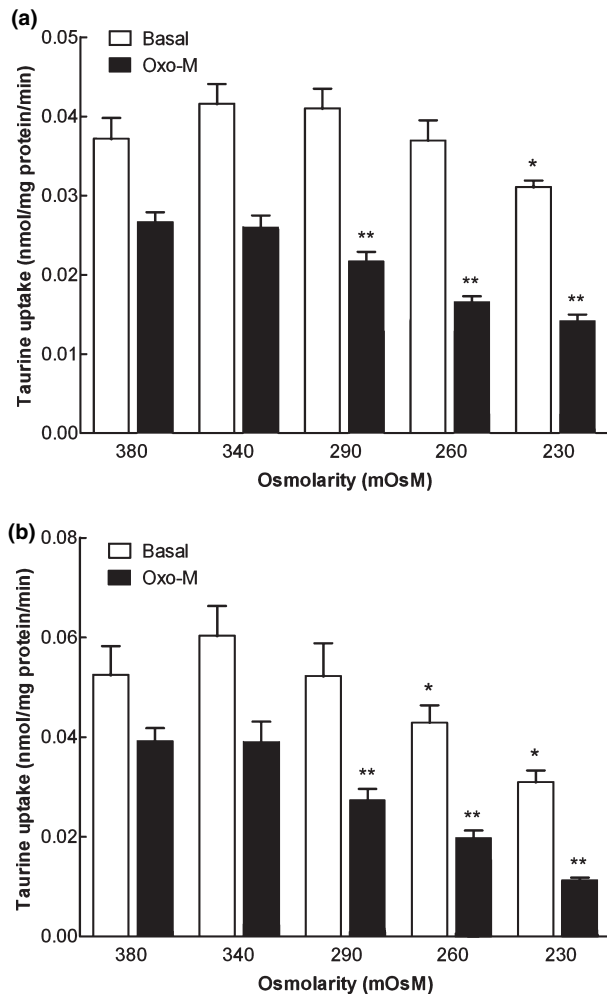 (a)
Taurine uptake (nmol/mg protein/min)
0.05
0.04
0.03
0.02
0.01
0.00
Basal
Oxo-M
**
**
*
**
380 340 290 260 230
Osmolarity (mOsM)
(b)
Taurine uptake (nmol/mg protein/min)
0.08
0.06
0.04
0.02
0.00
Basal
Oxo-M
**
*
**
*
**
380 340 290 260 230
Osmolarity (mOsM)